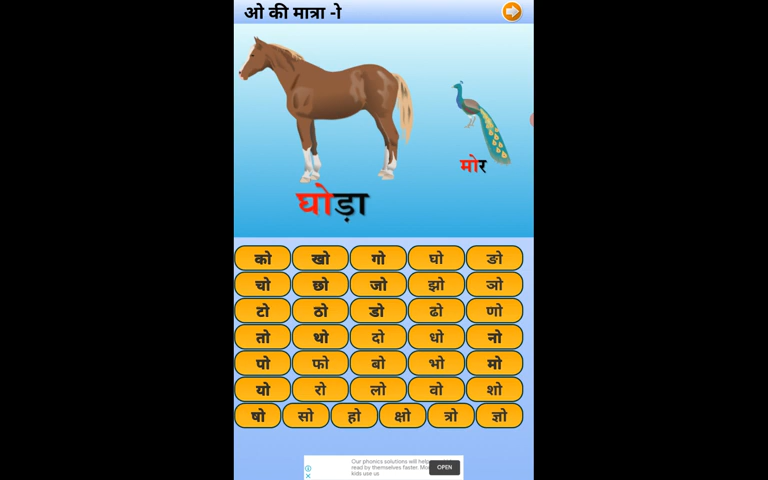 ओ की मात्रा -ो
मोर
घोड़ा
को खो गो घो ङो
चो छो जो झो ञो
टो ठो डो ढो णो
तो थो दो धो नो
पो फो बो भो मो
यो रो लो वो शो
षो सो हो क्षो त्रो ज्ञो
Our phonics solutions will help
read by themselves faster.
kids use us
OPEN